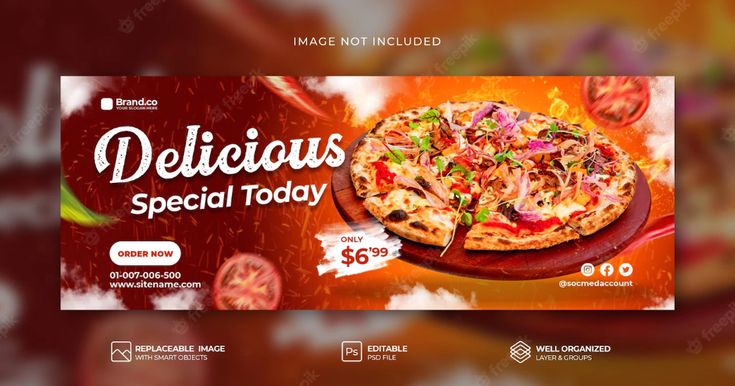 IMAGE NOT INCLUDED
Brand.co
YOUR SLOGAN HERE
Delicious
Special Today
ORDER NOW
01-007-006-500
www.sitename.com
ONLY
$6'99
@socmedaccount
REPLACEABLE IMAGE
WITH SMART OBJECTS
Ps
EDITABLE
PSD FILE
WELL ORGANIZED
LAYER & GROUPS
freepik